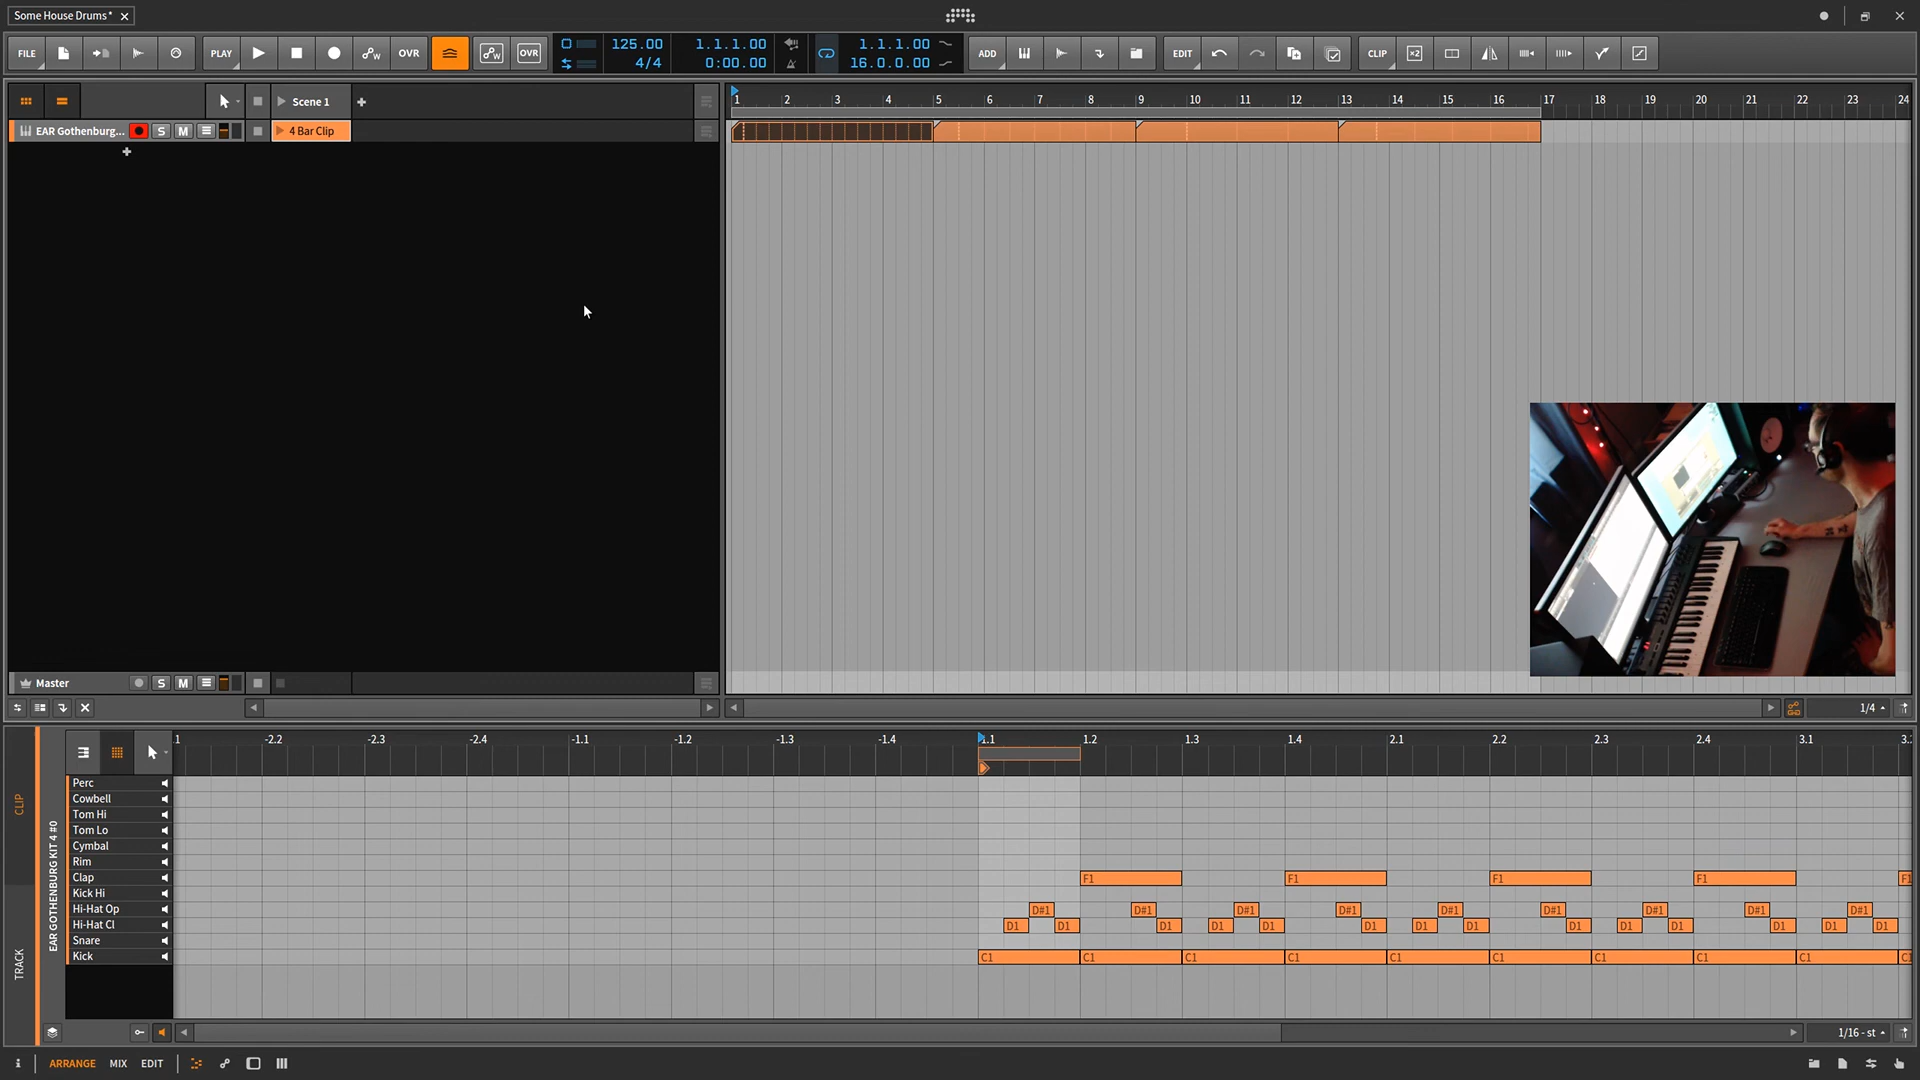 Some House Drums*
FILE
PLAY
OVR
OVR
125.00
4/4
1.1.1.00
0:00.00
1.1.1.00
16.0.0.00
ADD
EDIT
CLIP
×2
Scene 1
EAR Gothenburg...
S
M
4 Bar Clip
1 2 3 4 5 6 7 8 9 10 11 12 13 14 15 16 17 18 19 20 21 22 23 24
Master
S
M
1/4
.1 -2.2 -2.3 -2.4 -1.1 -1.2 -1.3 -1.4 1.1 1.2 1.3 1.4 2.1 2.2 2.3 2.4 3.1 3.
CLIP
TRACK
EAR GOTHENBURG KIT 4 #0
Perc
Cowbell
Tom Hi
Tom Lo
Cymbal
Rim
Clap
F1 F1 F1 F1 F1
Kick Hi
Hi-Hat Op
D#1 D#1 D#1 D#1 D#1 D#1 D#1 D#1 D#1
Hi-Hat Cl
D1 D1 D1 D1 D1 D1 D1 D1 D1 D1 D1 D1 D1 D1
Snare
Kick
C1 C1 C1 C1 C1 C1 C1 C1 C1 C1
1/16 - st
i
ARRANGE
MIX
EDIT